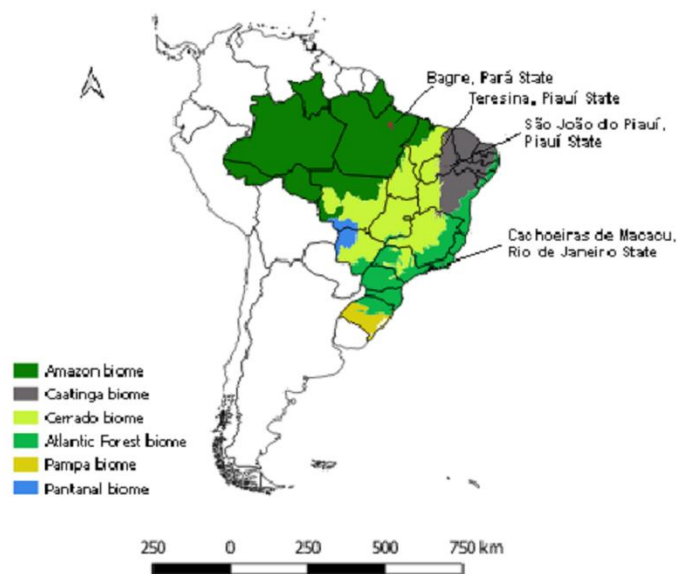 Bagre, Pará State
Teresina, Piauí State
São João do Piauí,
Piauí State
Cachoeiras de Macacu,
Rio de Janeiro State
Amazon biome
Caatinga biome
Cerrado biome
Atlantic Forest biome
Pampa biome
Pantanal biome
250 0 250 500 750 km